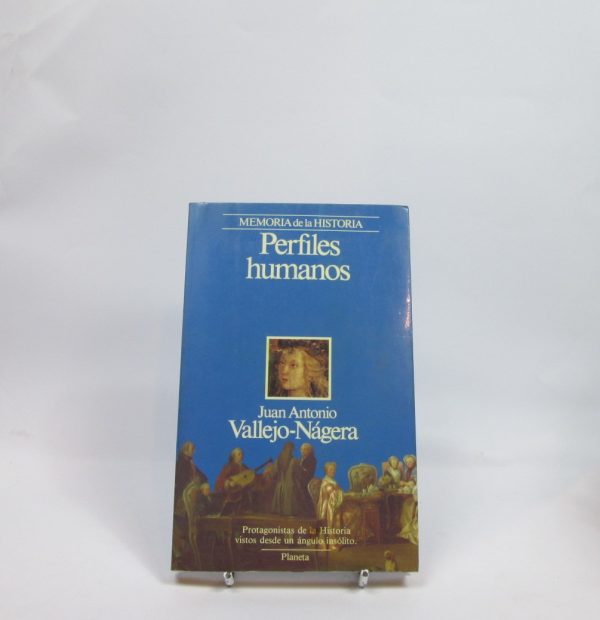 MEMORIA de la HISTORIA
Perfiles
humanos
Juan Antonio
Vallejo-Nágera
Protagonistas de la Historia
vistos desde un ángulo insólito.
Planeta